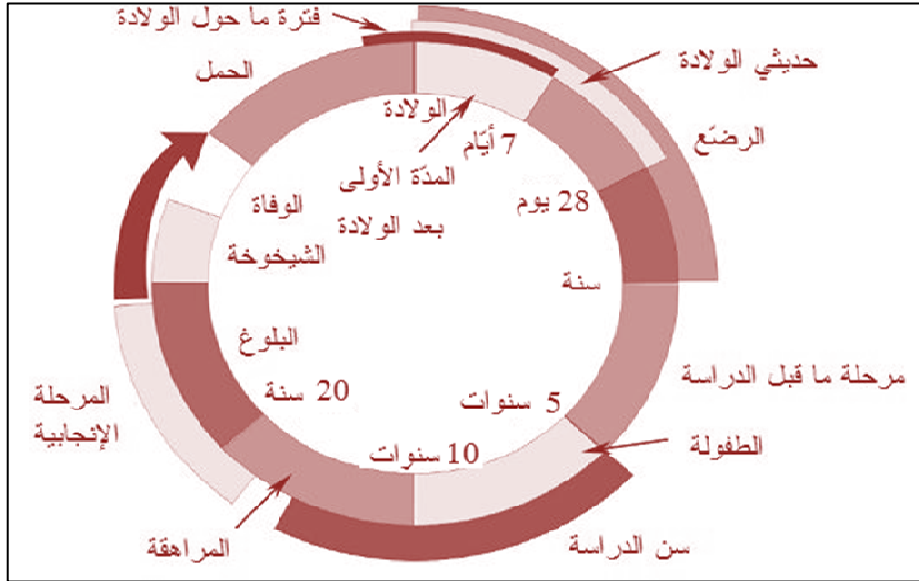 فترة ما حول الولادة
حديثي الولادة
الحمل
الولادة
الرضّع
7 أيّام
المدّة الأولى
بعد الولادة
28 يوم
الوفاة
الشيخوخة
سنة
البلوغ
مرحلة ما قبل الدراسة
20 سنة
5 سنوات
المرحلة
الإنجابية
الطفولة
10 سنوات
المراهقة
سن الدراسة